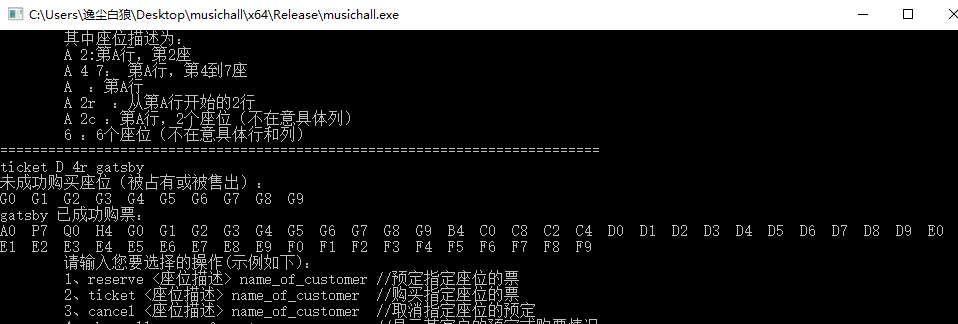 C:\Users\逸尘白狼\Desktop\musichall\x64\Release\musichall.exe
其中座位描述为：
A 2:第A行，第2座
A 4 7： 第A行，第4到7座
A  ：第A行
A 2r  ：从第A行开始的2行
A 2c ：第A行，2个座位（不在意具体列）
6 ：6个座位（不在意具体行和列）
===========================================================================
ticket D 4r gatsby
未成功购买座位（被占有或被售出）：
G0  G1  G2  G3  G4  G5  G6  G7  G8  G9
gatsby 已成功购票：
A0  P7  Q0  H4  G0  G1  G2  G3  G4  G5  G6  G7  G8  G9  B4  C0  C8  C2  C4  D0  D1  D2  D3  D4  D5  D6  D7  D8  D9  E0
E1  E2  E3  E4  E5  E6  E7  E8  E9  F0  F1  F2  F3  F4  F5  F6  F7  F8  F9
请输入您要选择的操作(示例如下)：
1、reserve <座位描述> name_of_customer //预定指定座位的票
2、ticket <座位描述> name_of_customer  //购买指定座位的票
3、cancel <座位描述> name_of_customer  //取消指定座位的预定